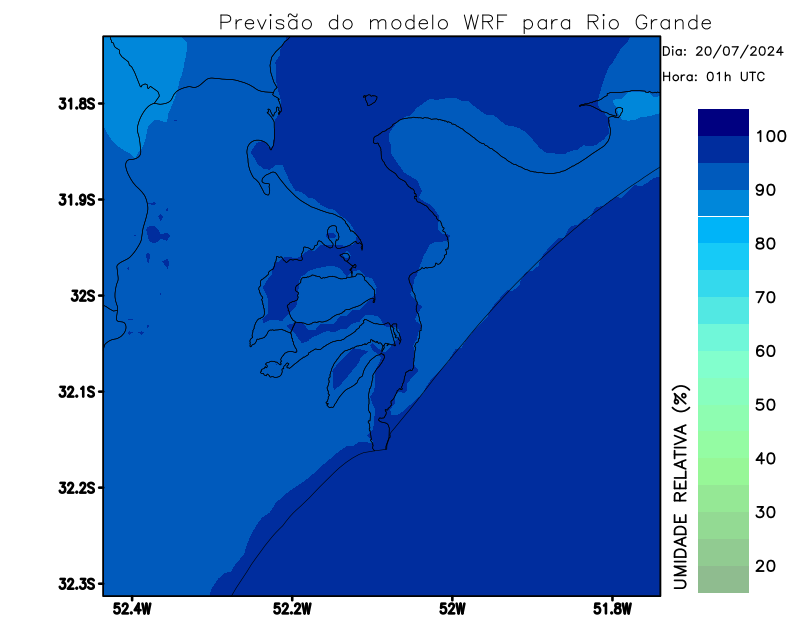 Previsão do modelo WRF para Rio Grande
Dia: 20/07/2024
Hora: 01h UTC
31.8S
31.9S
32S
32.1S
32.2S
32.3S
52.4W
52.2W
52W
51.8W
100
90
80
70
60
50
40
30
20
UMIDADE RELATIVA (%)